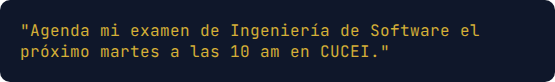 "Agenda mi examen de Ingeniería de Software el
próximo martes a las 10 am en CUCEI."